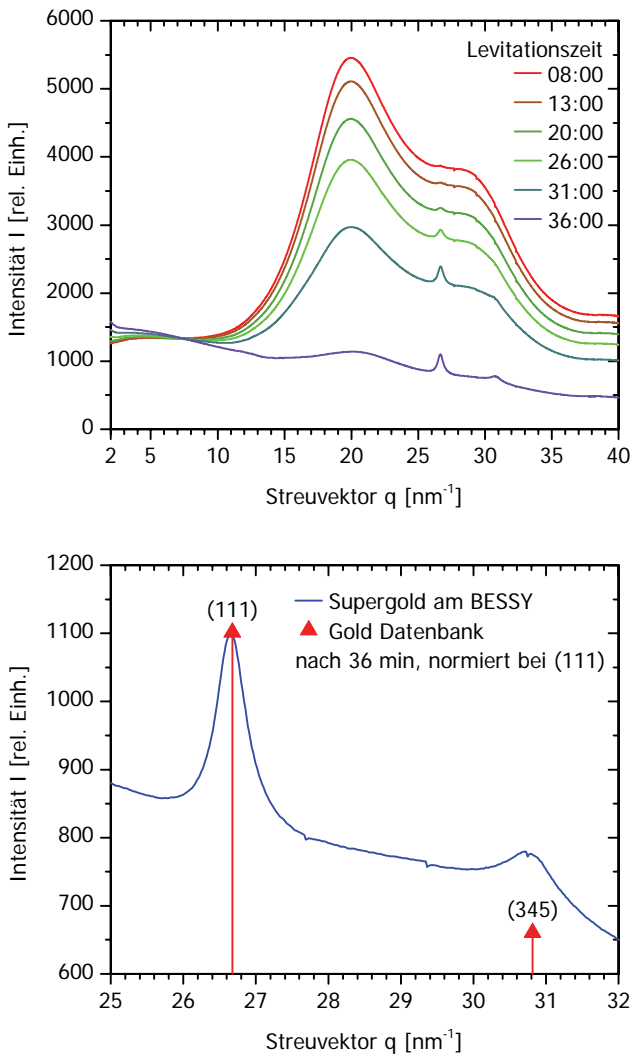 6000
5000
4000
3000
2000
1000
0
Intensität I [rel. Einh.]
Levitationszeit
08:00
13:00
20:00
26:00
31:00
36:00
2 5 10 15 20 25 30 35 40
Streuvektor q [nm⁻¹]
1200
1100
1000
900
800
700
600
Intensität I [rel. Einh.]
(111)
Supergold am BESSY
Gold Datenbank
nach 36 min, normiert bei (111)
(345)
25 26 27 28 29 30 31 32
Streuvektor q [nm⁻¹]